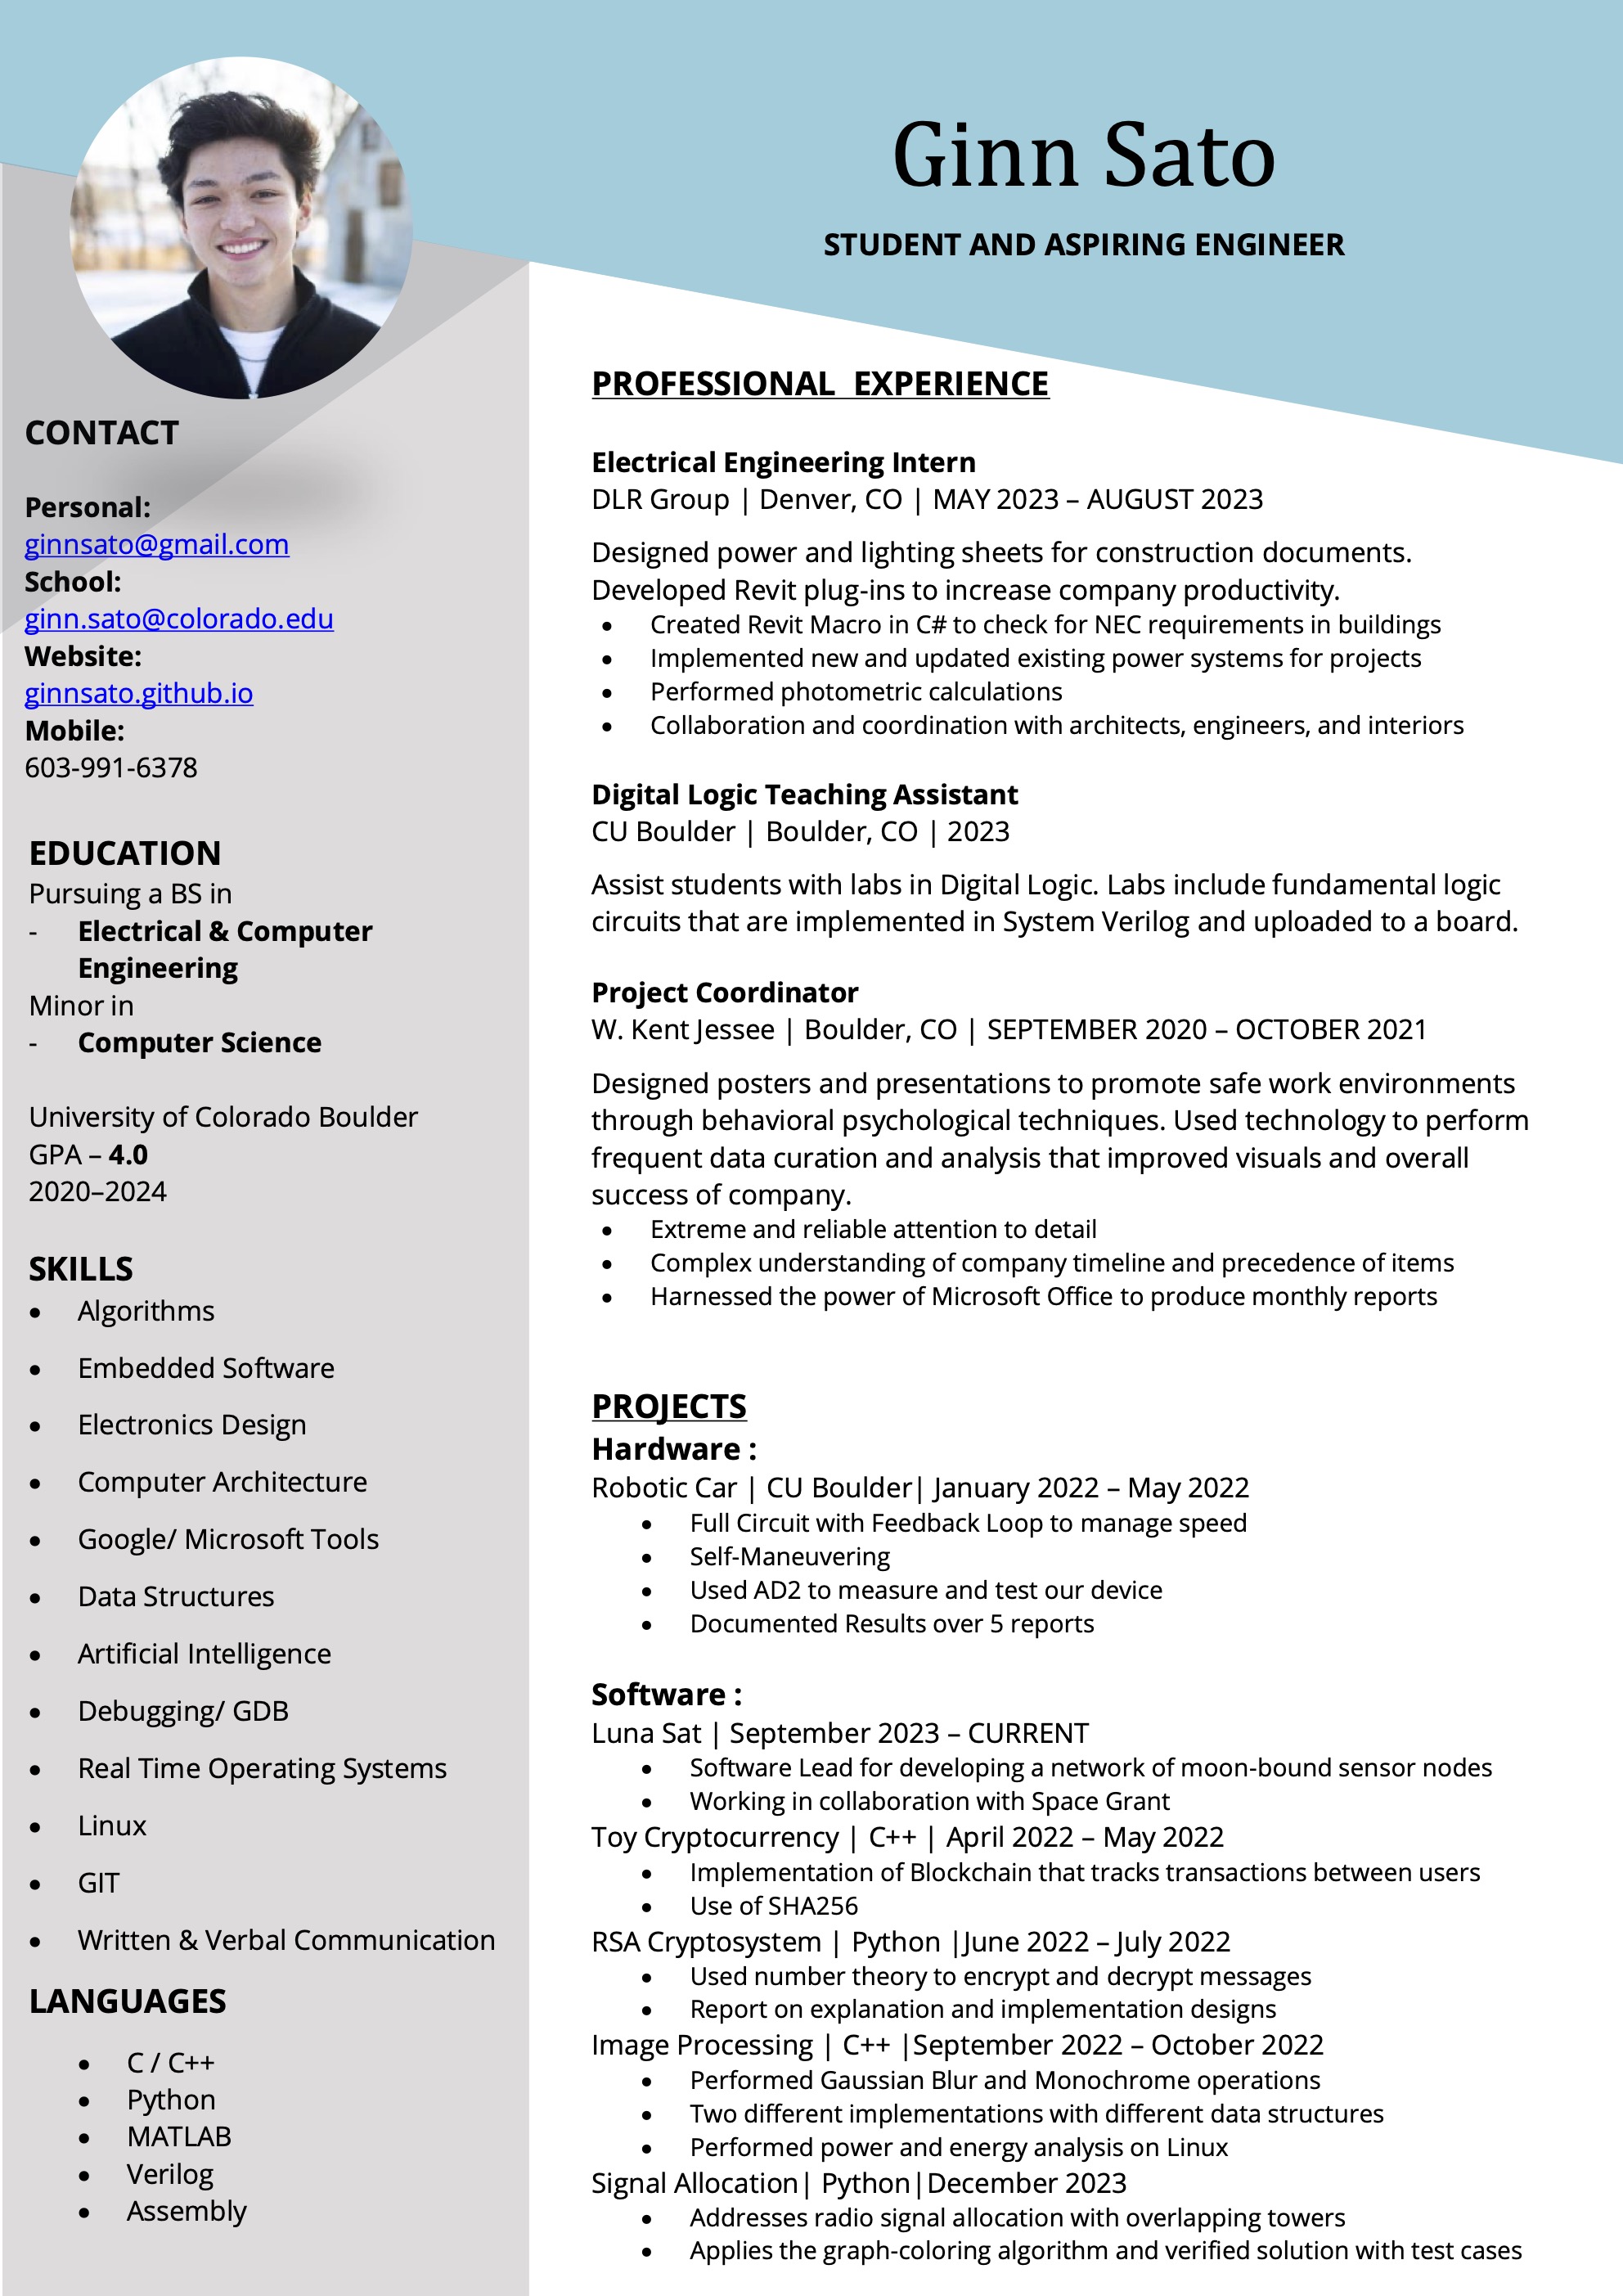 Ginn Sato
STUDENT AND ASPIRING ENGINEER
CONTACT
Personal:
ginnsato@gmail.com
School:
ginn.sato@colorado.edu
Website:
ginnsato.github.io
Mobile:
603-991-6378
EDUCATION
Pursuing a BS in
- Electrical & Computer
Engineering
Minor in
- Computer Science
University of Colorado Boulder
GPA – 4.0
2020–2024
SKILLS
• Algorithms
• Embedded Software
• Electronics Design
• Computer Architecture
• Google/ Microsoft Tools
• Data Structures
• Artificial Intelligence
• Debugging/ GDB
• Real Time Operating Systems
• Linux
• GIT
• Written & Verbal Communication
LANGUAGES
• C / C++
• Python
• MATLAB
• Verilog
• Assembly
PROFESSIONAL EXPERIENCE
Electrical Engineering Intern
DLR Group | Denver, CO | MAY 2023 – AUGUST 2023
Designed power and lighting sheets for construction documents.
Developed Revit plug-ins to increase company productivity.
• Created Revit Macro in C# to check for NEC requirements in buildings
• Implemented new and updated existing power systems for projects
• Performed photometric calculations
• Collaboration and coordination with architects, engineers, and interiors
Digital Logic Teaching Assistant
CU Boulder | Boulder, CO | 2023
Assist students with labs in Digital Logic. Labs include fundamental logic
circuits that are implemented in System Verilog and uploaded to a board.
Project Coordinator
W. Kent Jessee | Boulder, CO | SEPTEMBER 2020 – OCTOBER 2021
Designed posters and presentations to promote safe work environments
through behavioral psychological techniques. Used technology to perform
frequent data curation and analysis that improved visuals and overall
success of company.
• Extreme and reliable attention to detail
• Complex understanding of company timeline and precedence of items
• Harnessed the power of Microsoft Office to produce monthly reports
PROJECTS
Hardware :
Robotic Car | CU Boulder| January 2022 – May 2022
• Full Circuit with Feedback Loop to manage speed
• Self-Maneuvering
• Used AD2 to measure and test our device
• Documented Results over 5 reports
Software :
Luna Sat | September 2023 – CURRENT
• Software Lead for developing a network of moon-bound sensor nodes
• Working in collaboration with Space Grant
Toy Cryptocurrency | C++ | April 2022 – May 2022
• Implementation of Blockchain that tracks transactions between users
• Use of SHA256
RSA Cryptosystem | Python |June 2022 – July 2022
• Used number theory to encrypt and decrypt messages
• Report on explanation and implementation designs
Image Processing | C++ |September 2022 – October 2022
• Performed Gaussian Blur and Monochrome operations
• Two different implementations with different data structures
• Performed power and energy analysis on Linux
Signal Allocation| Python|December 2023
• Addresses radio signal allocation with overlapping towers
• Applies the graph-coloring algorithm and verified solution with test cases